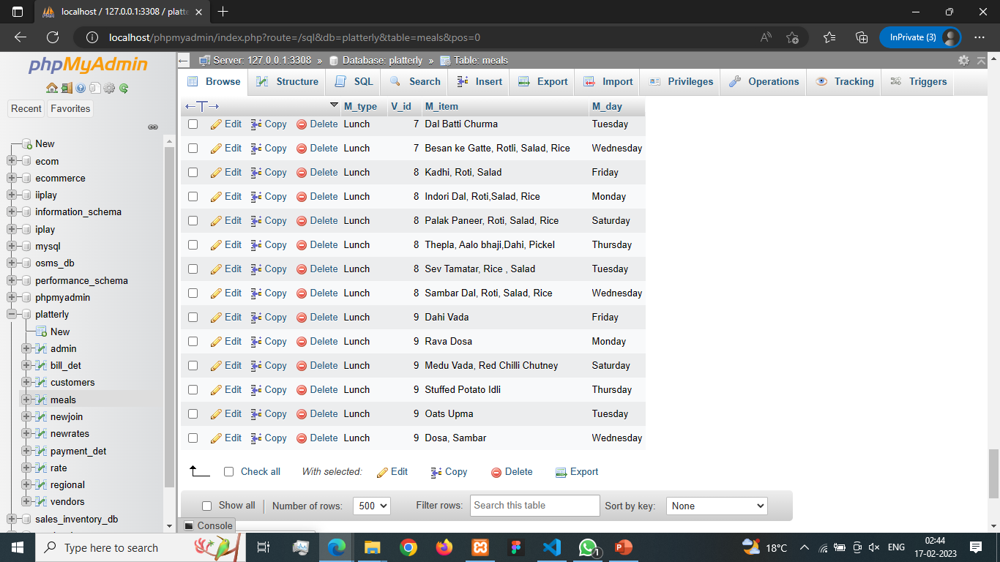 localhost / 127.0.0.1:3308 / platte
localhost/phpmyadmin/index.php?route=/sql&db=platterly&table=meals&pos=0
InPrivate (3)
phpMyAdmin
Recent Favorites
New
ecom
ecommerce
iiplay
information_schema
iplay
mysql
osms_db
performance_schema
phpmyadmin
platterly
New
admin
bill_det
customers
meals
newjoin
newrates
payment_det
rate
regional
vendors
sales_inventory_db
Server: 127.0.0.1:3308 » Database: platterly » Table: meals
Browse Structure SQL Search Insert Export Import Privileges Operations Tracking Triggers
M_type V_id M_item M_day
Edit Copy Delete Lunch 7 Dal Batti Churma Tuesday
Edit Copy Delete Lunch 7 Besan ke Gatte, Rotli, Salad, Rice Wednesday
Edit Copy Delete Lunch 8 Kadhi, Roti, Salad Friday
Edit Copy Delete Lunch 8 Indori Dal, Roti,Salad, Rice Monday
Edit Copy Delete Lunch 8 Palak Paneer, Roti, Salad, Rice Saturday
Edit Copy Delete Lunch 8 Thepla, Aalo bhaji,Dahi, Pickel Thursday
Edit Copy Delete Lunch 8 Sev Tamatar, Rice , Salad Tuesday
Edit Copy Delete Lunch 8 Sambar Dal, Roti, Salad, Rice Wednesday
Edit Copy Delete Lunch 9 Dahi Vada Friday
Edit Copy Delete Lunch 9 Rava Dosa Monday
Edit Copy Delete Lunch 9 Medu Vada, Red Chilli Chutney Saturday
Edit Copy Delete Lunch 9 Stuffed Potato Idli Thursday
Edit Copy Delete Lunch 9 Oats Upma Tuesday
Edit Copy Delete Lunch 9 Dosa, Sambar Wednesday
Check all With selected: Edit Copy Delete Export
Show all Number of rows: 500 Filter rows: Search this table Sort by key: None
Console
Type here to search
1
18°C
ENG
02:44
17-02-2023